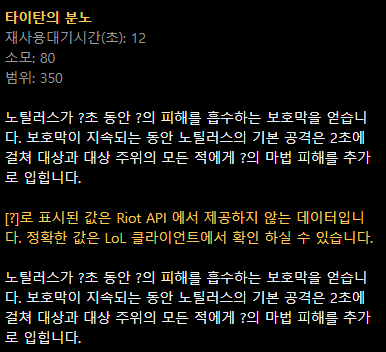 타이탄의 분노
재사용대기시간(초): 12
소모: 80
범위: 350
노틸러스가 ?초 동안 ?의 피해를 흡수하는 보호막을 얻습니
다. 보호막이 지속되는 동안 노틸러스의 기본 공격은 2초에
걸쳐 대상과 대상 주위의 모든 적에게 ?의 마법 피해를 추가
로 입힙니다.
[?]로 표시된 값은 Riot API 에서 제공하지 않는 데이터입니
다. 정확한 값은 LoL 클라이언트에서 확인 하실 수 있습니다.
노틸러스가 ?초 동안 ?의 피해를 흡수하는 보호막을 얻습니
다. 보호막이 지속되는 동안 노틸러스의 기본 공격은 2초에
걸쳐 대상과 대상 주위의 모든 적에게 ?의 마법 피해를 추가
로 입힙니다.